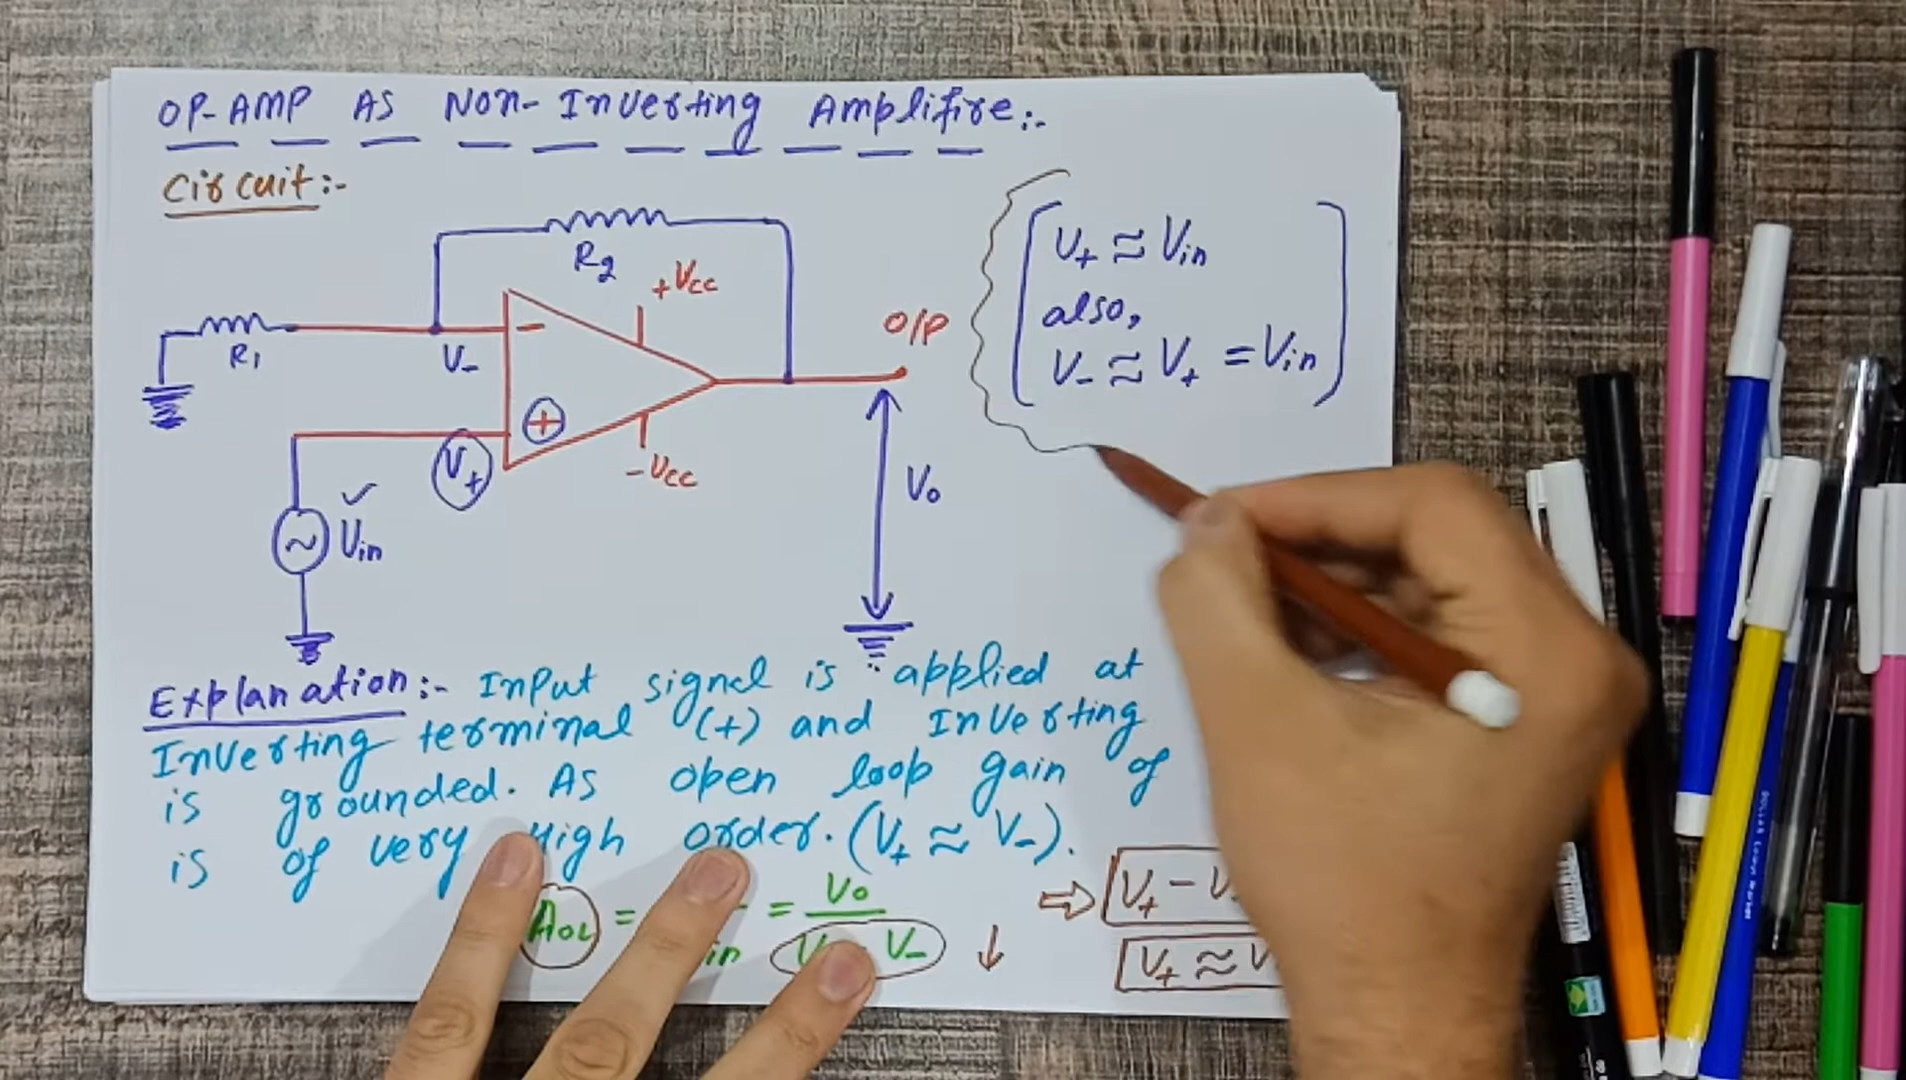 OP-AMP AS Non-Inverting Amplifire:-
Circuit:-
R2
+Vcc
R1
V-
-
+
V+
-Vcc
O/P
Vo
~
Vin
V+ ≈ Vin
also,
V- ≈ V+ = Vin
Explanation:- Input signal is applied at
Inverting terminal (+) and Inverting
is grounded. As open loop gain of
is of very High order. (V+ ≈ V-).
AOL = in = Vo
V- ↓
⇒ V+ - V
V+ ≈ V